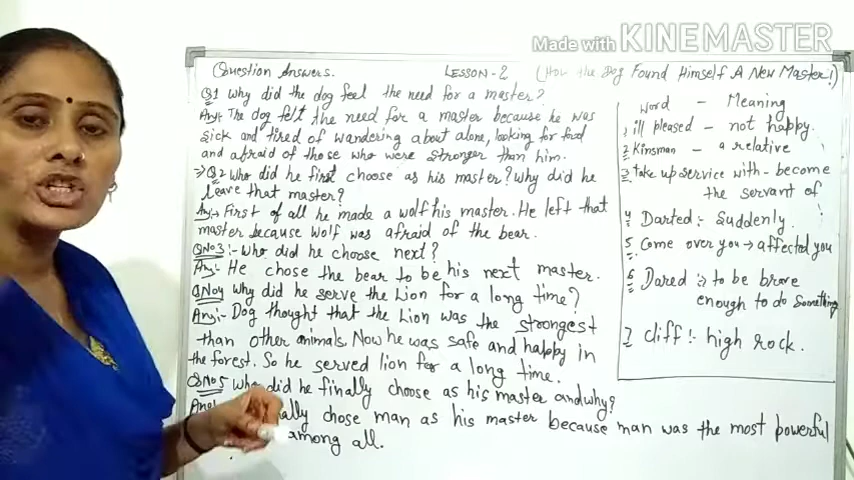 Made with KINEMASTER
Question Answers. LESSON-2 (How the Dog Found Himself A New Master!)
Q1 Why did the dog feel the need for a master?
Ans:- The dog felt the need for a master because he was
sick and tired of wandering about alone, looking for food
and afraid of those who were stronger than him.
⇒ Q2 Who did he first choose as his master? Why did he
leave that master?
Ans:→ First of all he made a wolf his master. He left that
master because wolf was afraid of the bear.
QNo3:- Who did he choose next?
Ans:- He chose the bear to be his next master.
QNo4 Why did he serve the Lion for a long time?
Ans:- Dog thought that the Lion was the strongest
than other animals. Now he was safe and happy in
the forest. So he served lion for a long time.
QNo5 Who did he finally choose as his master and why?
chose man as his master because man was the most powerful
among all.
Word - Meaning
1 ill pleased - not happy.
2 Kinsman - a relative
3 take up service with - become
the servant of
4 Darted:- Suddenly.
5 Come over you → affected you
6 Dared :→ to be brave
enough to do something
7 cliff :- high rock.